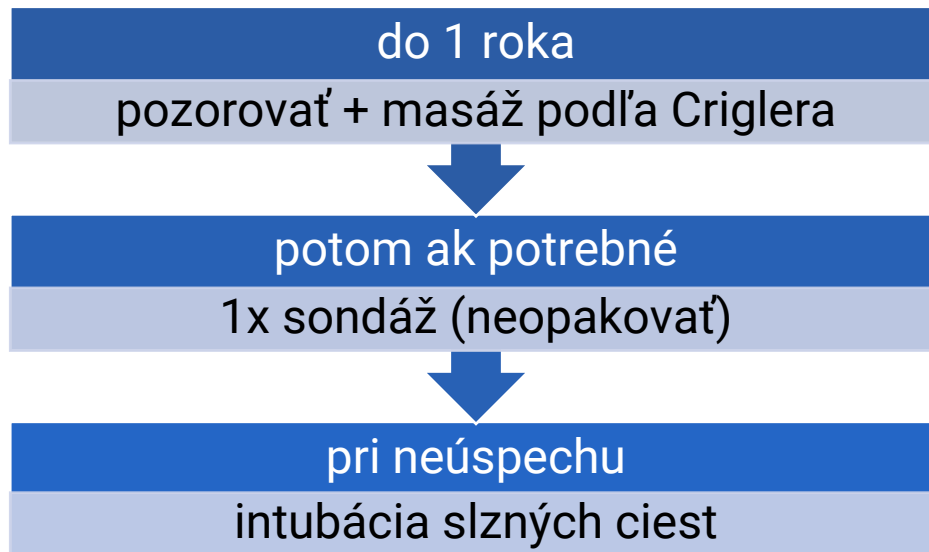 do 1 roka
pozorovať + masáž podľa Criglera
potom ak potrebné
1x sondáž (neopakovať)
pri neúspechu
intubácia slzných ciest